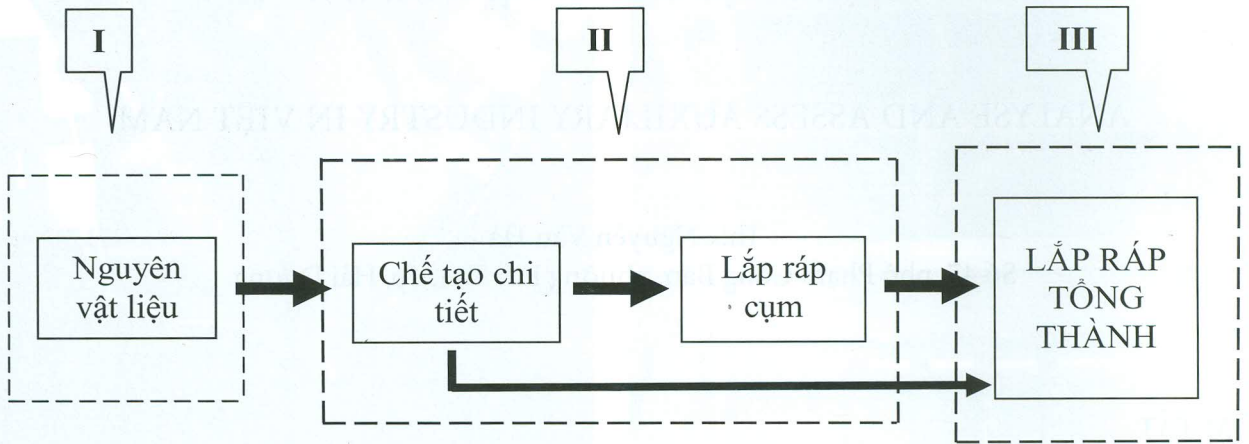 I
II
III
Nguyên
vật liệu
Chế tạo chi
tiết
Lắp ráp
cụm
LẮP RÁP
TỔNG
THÀNH